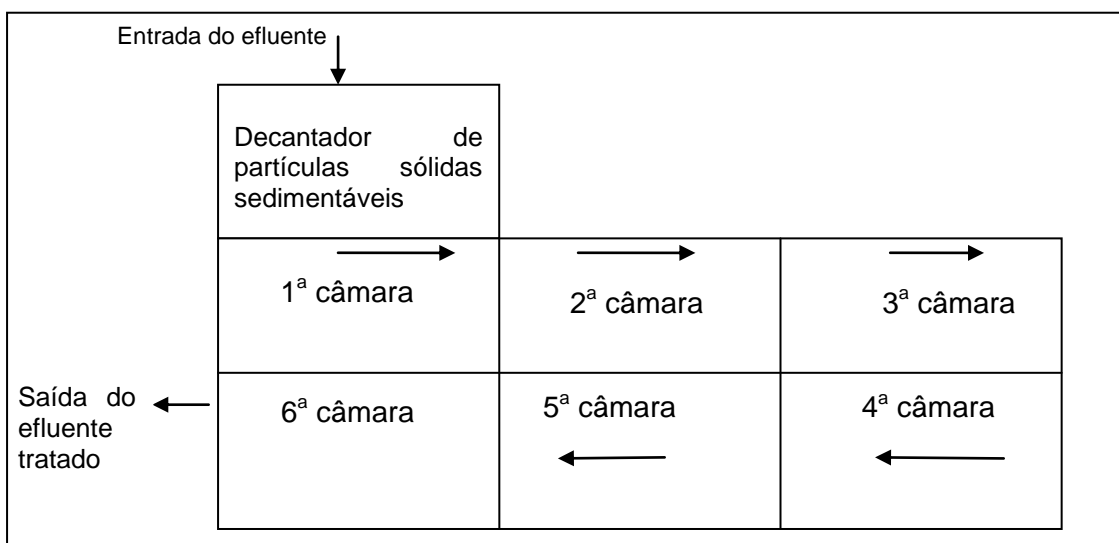 Entrada do efluente
Decantador de
partículas sólidas
sedimentáveis
1ª câmara
2ª câmara
3ª câmara
Saída do
efluente
tratado
6ª câmara
5ª câmara
4ª câmara